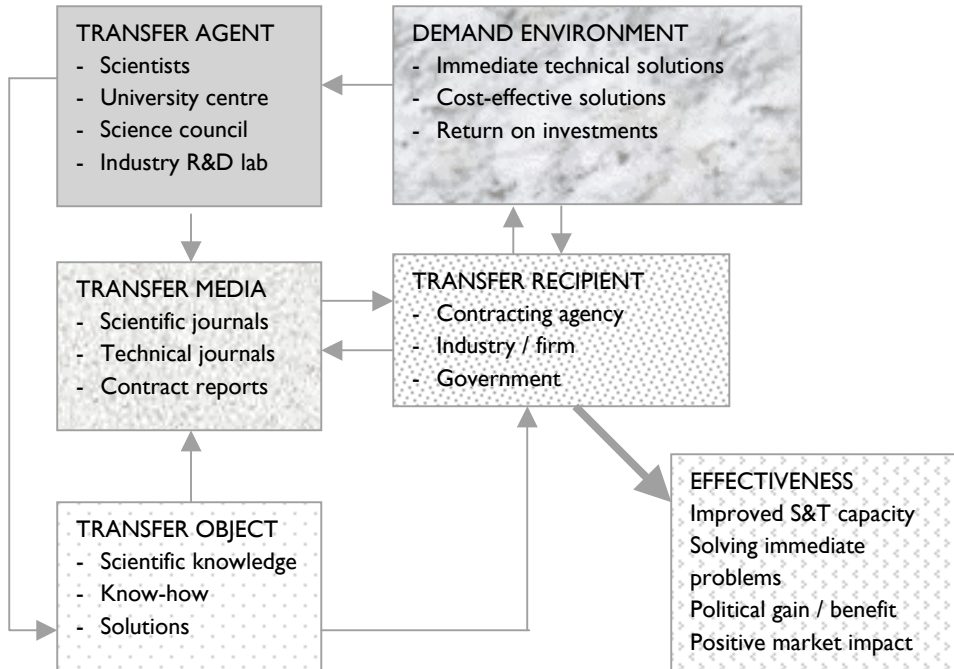 TRANSFER AGENT
- Scientists
- University centre
- Science council
- Industry R&D lab
DEMAND ENVIRONMENT
- Immediate technical solutions
- Cost-effective solutions
- Return on investments
TRANSFER MEDIA
- Scientific journals
- Technical journals
- Contract reports
TRANSFER RECIPIENT
- Contracting agency
- Industry / firm
- Government
TRANSFER OBJECT
- Scientific knowledge
- Know-how
- Solutions
EFFECTIVENESS
Improved S&T capacity
Solving immediate
problems
Political gain / benefit
Positive market impact